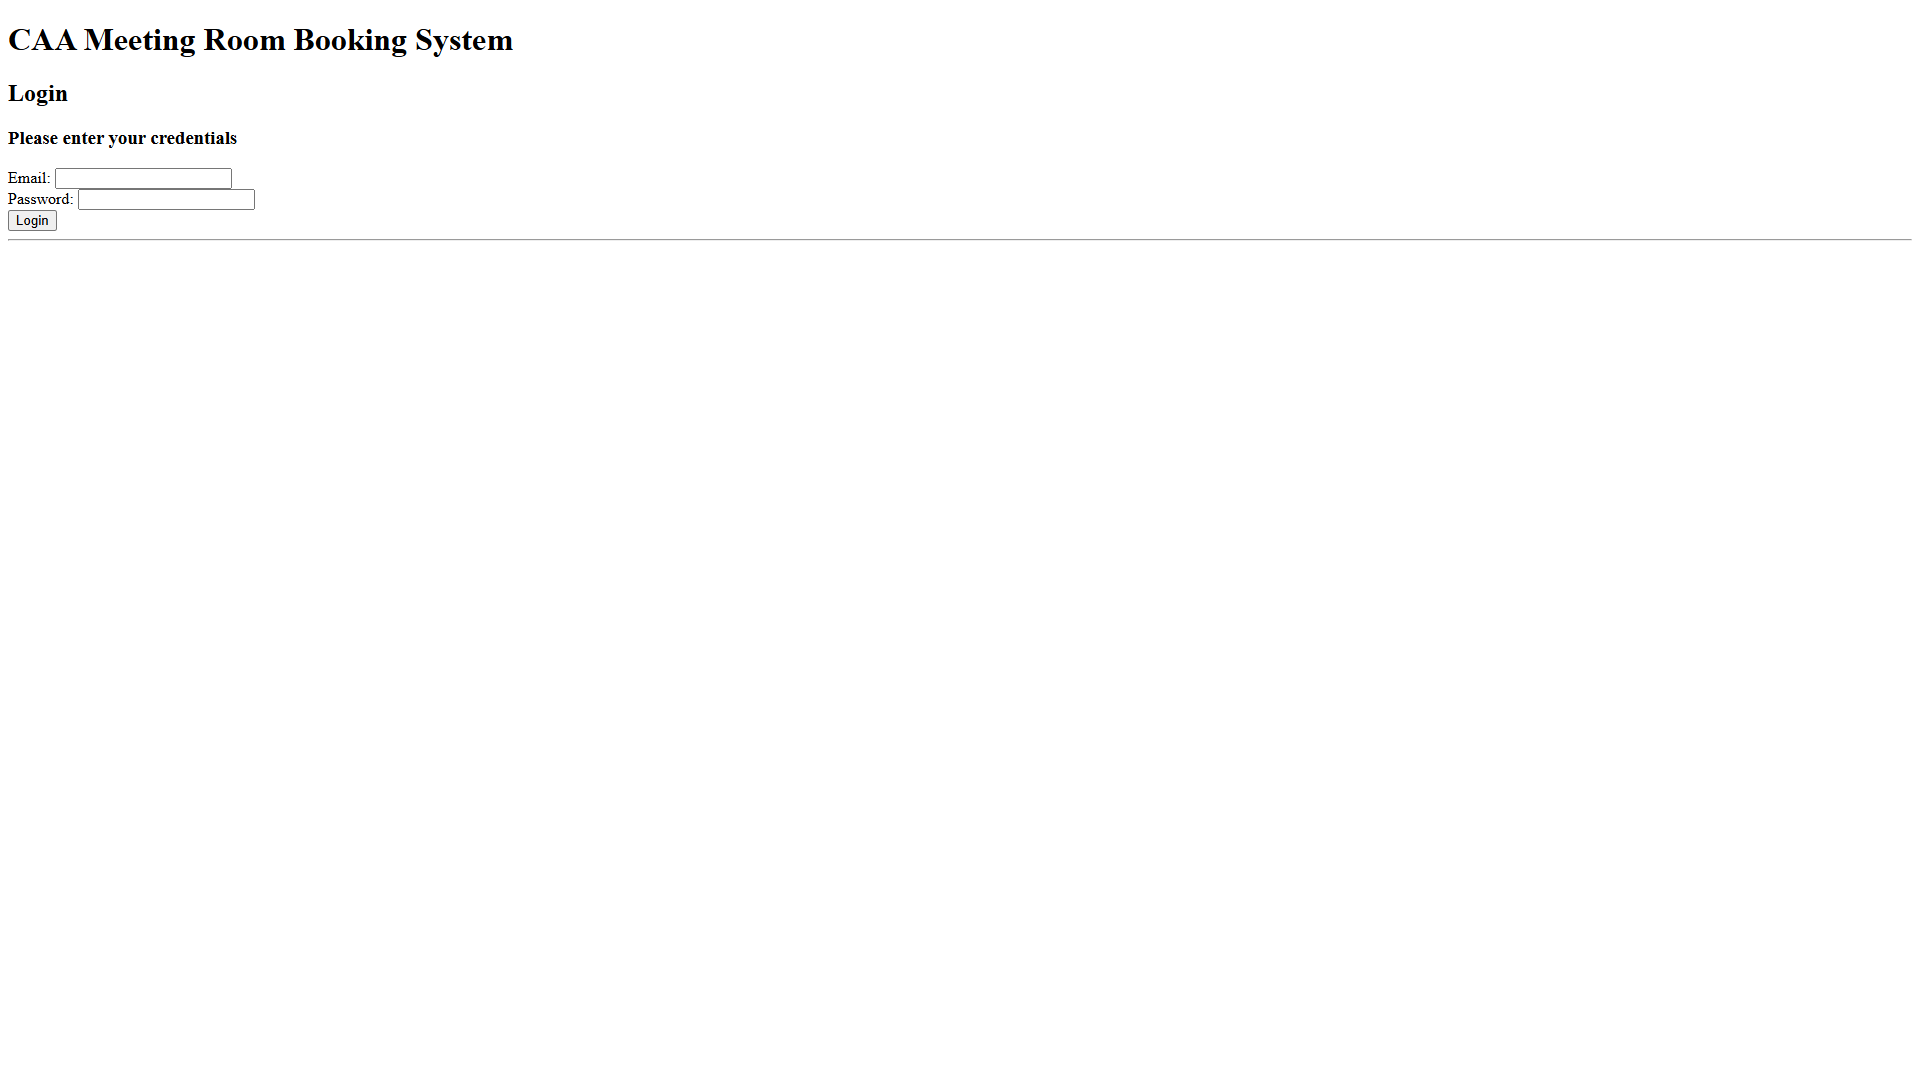 CAA Meeting Room Booking System
Login
Please enter your credentials
Email:
Password:
Login